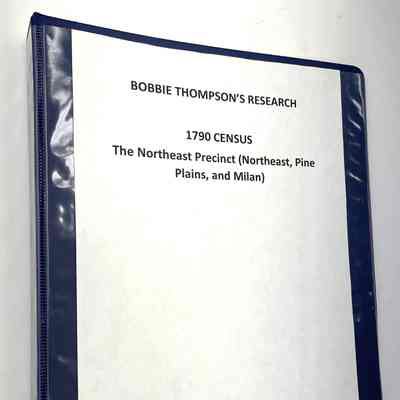 BOBBIE THOMPSON'S RESEARCH
1790 CENSUS
The Northeast Precinct (Northeast, Pine
Plains, and Milan)